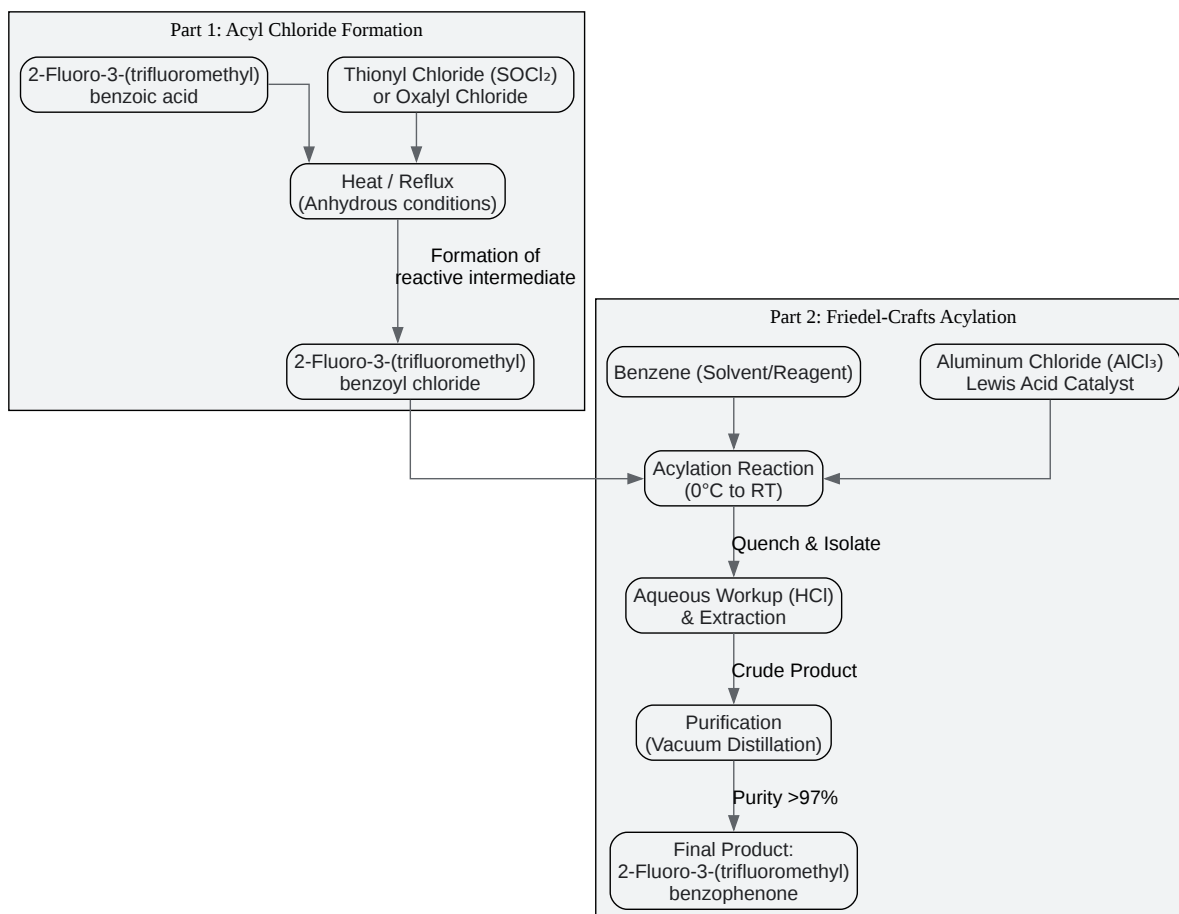 Part 1: Acyl Chloride Formation
2-Fluoro-3-(trifluoromethyl)
benzoic acid
Thionyl Chloride (SOCl₂)
or Oxalyl Chloride
Heat / Reflux
(Anhydrous conditions)
Formation of
reactive intermediate
2-Fluoro-3-(trifluoromethyl)
benzoyl chloride
Part 2: Friedel-Crafts Acylation
Benzene (Solvent/Reagent)
Aluminum Chloride (AlCl₃)
Lewis Acid Catalyst
Acylation Reaction
(0°C to RT)
Quench & Isolate
Aqueous Workup (HCl)
& Extraction
Crude Product
Purification
(Vacuum Distillation)
Purity >97%
Final Product:
2-Fluoro-3-(trifluoromethyl)
benzophenone